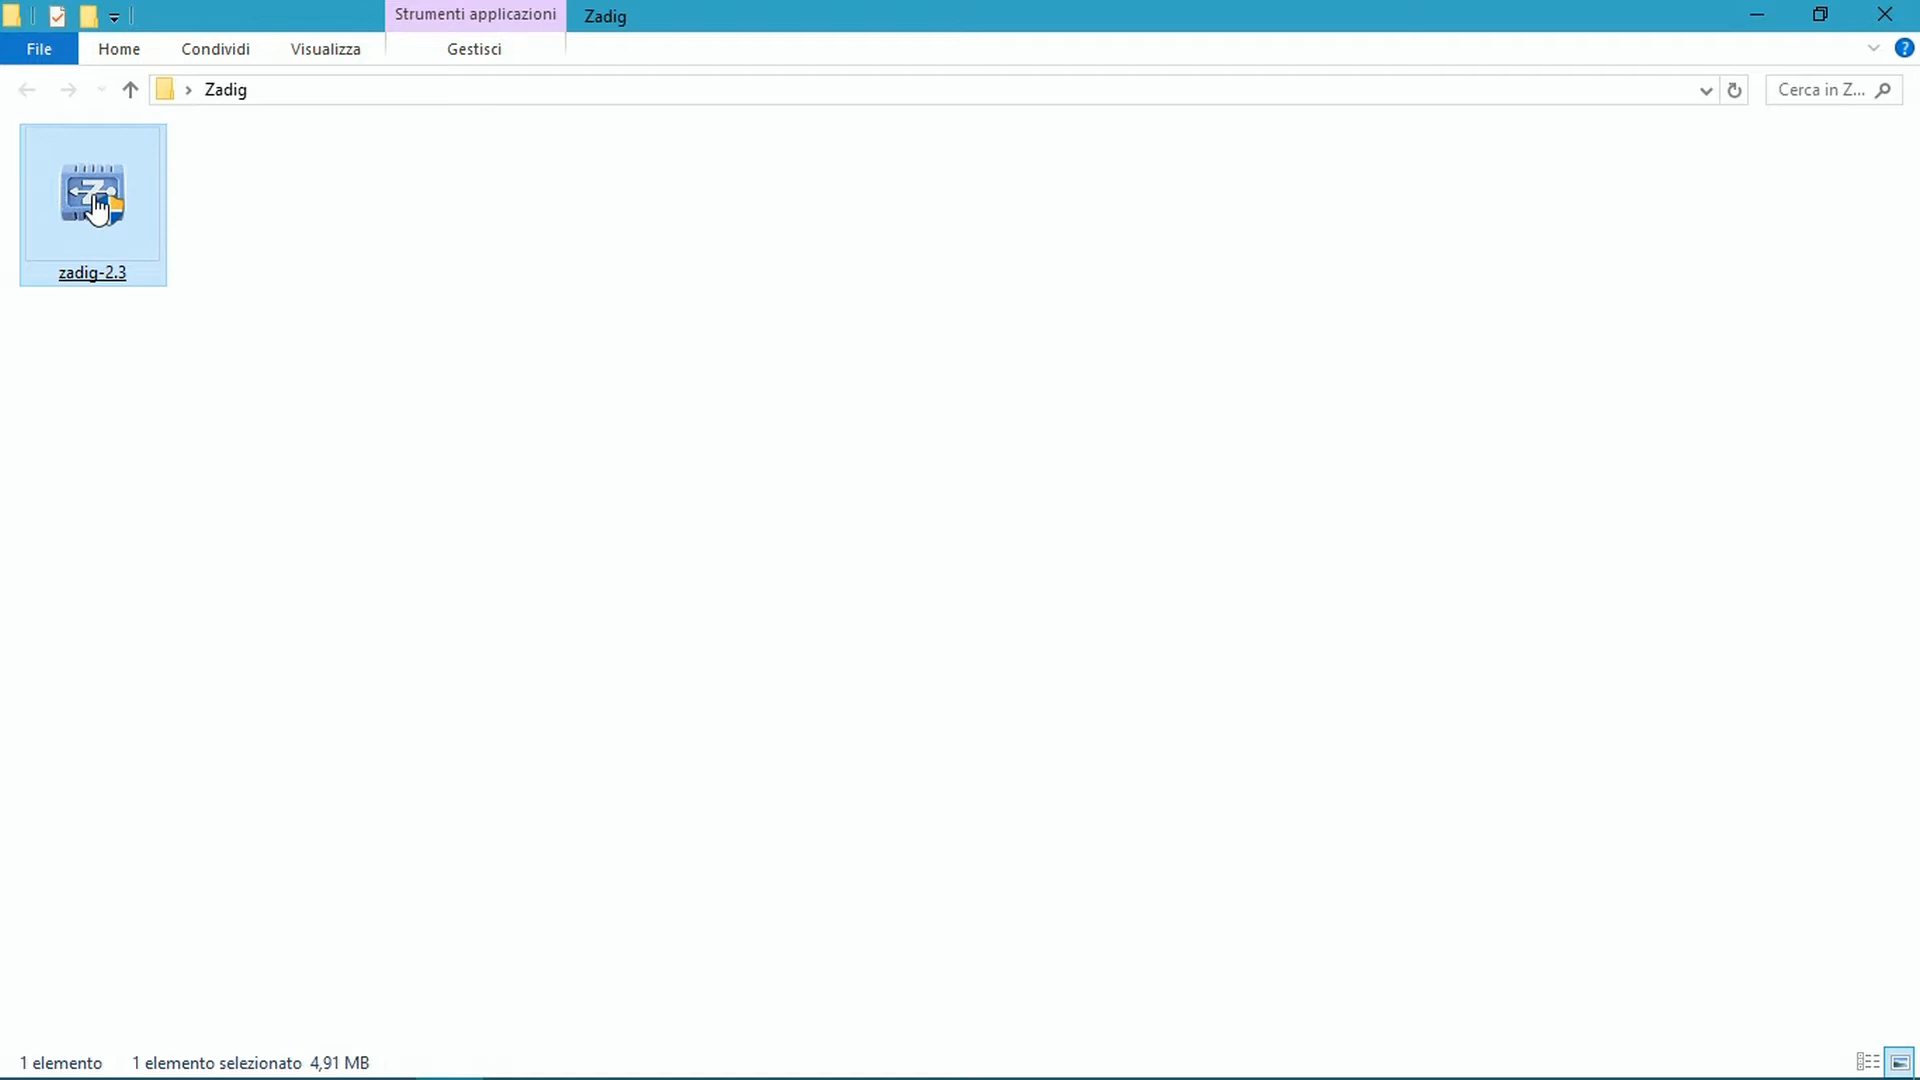 Strumenti applicazioni
Zadig
File
Home
Condividi
Visualizza
Gestisci
Zadig
Cerca in Z...
zadig-2.3
1 elemento
1 elemento selezionato 4,91 MB